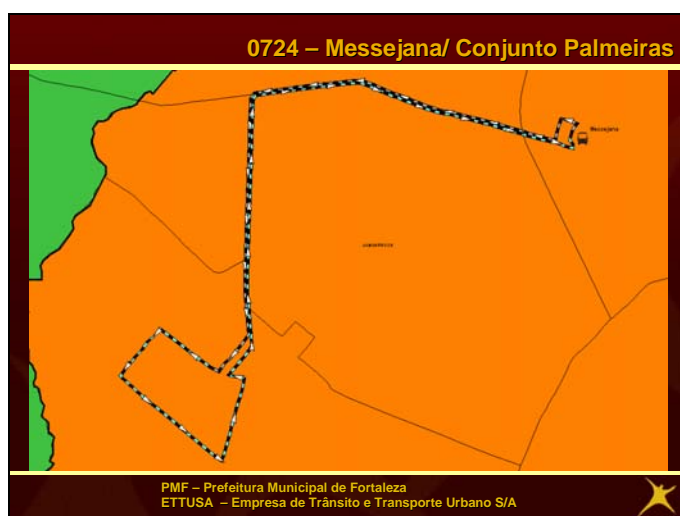 0724 – Messejana/ Conjunto Palmeiras
Messejana
PMF – Prefeitura Municipal de Fortaleza
ETTUSA – Empresa de Trânsito e Transporte Urbano S/A